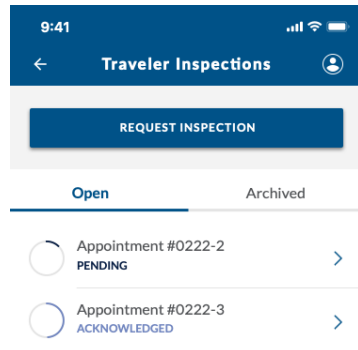 9:41
Traveler Inspections
REQUEST INSPECTION
Open Archived
Appointment #0222-2
PENDING
Appointment #0222-3
ACKNOWLEDGED